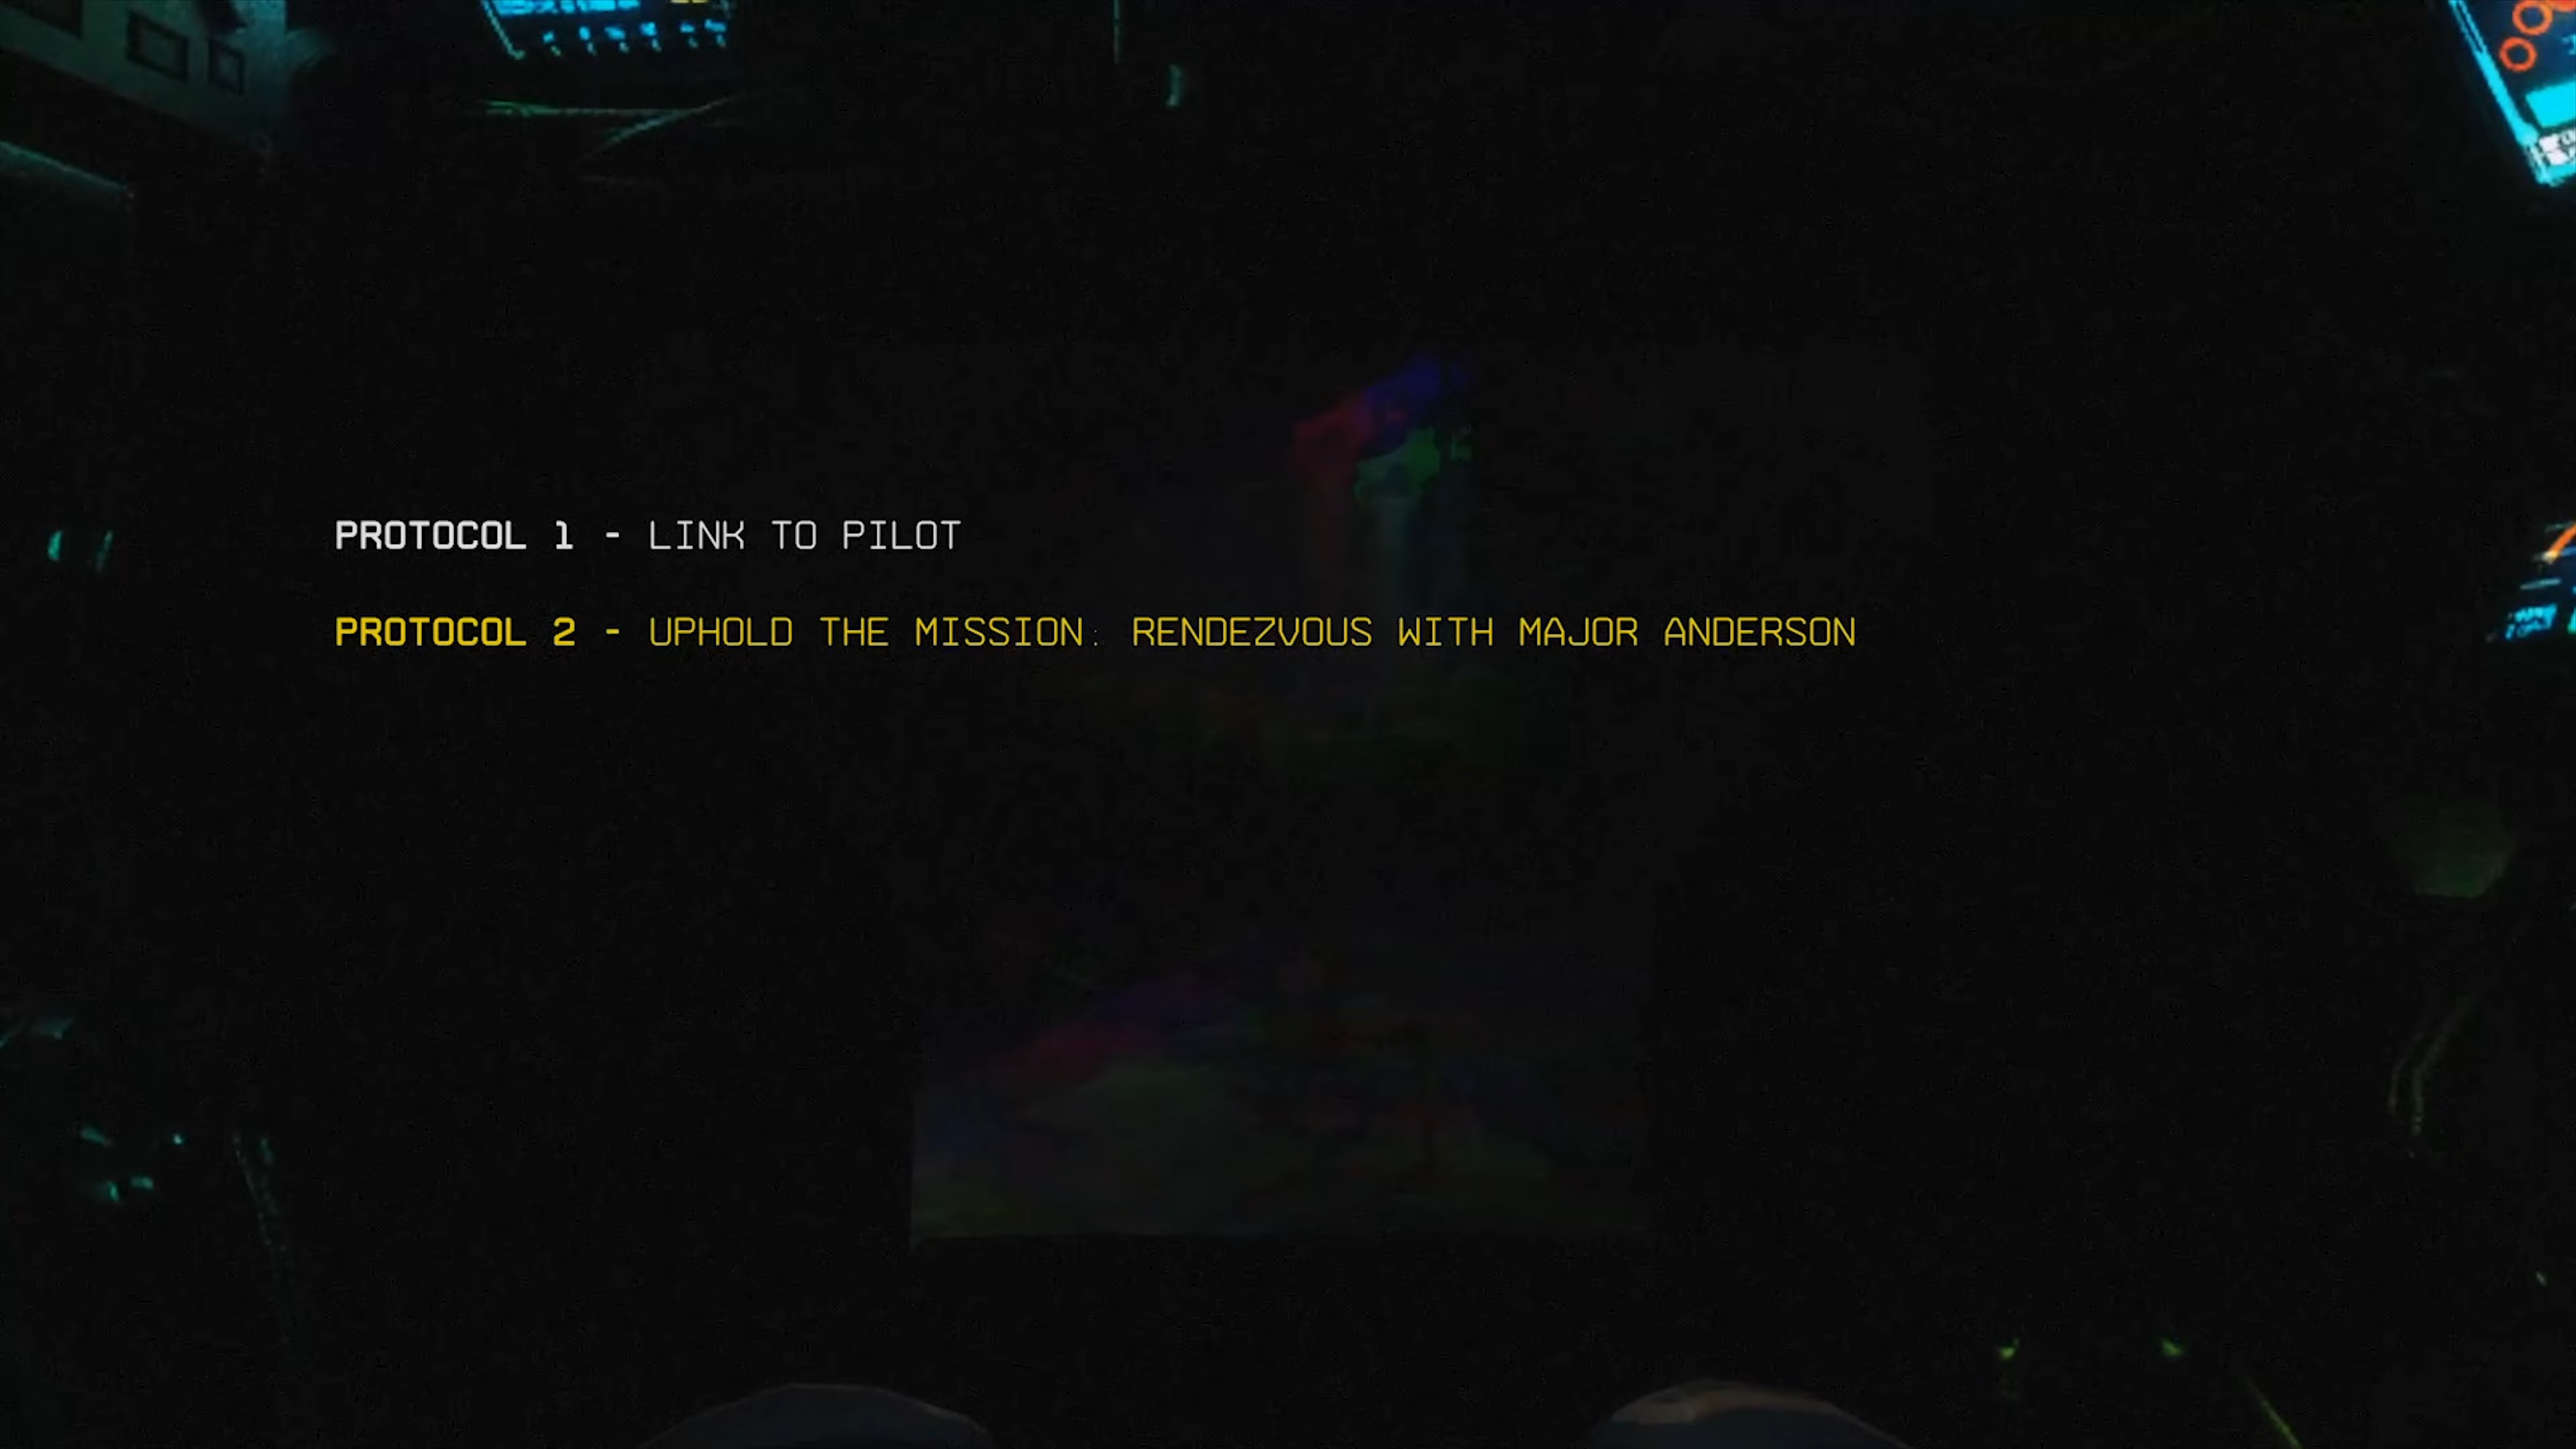 PROTOCOL 1 - LINK TO PILOT
PROTOCOL 2 - UPHOLD THE MISSION: RENDEZVOUS WITH MAJOR ANDERSON